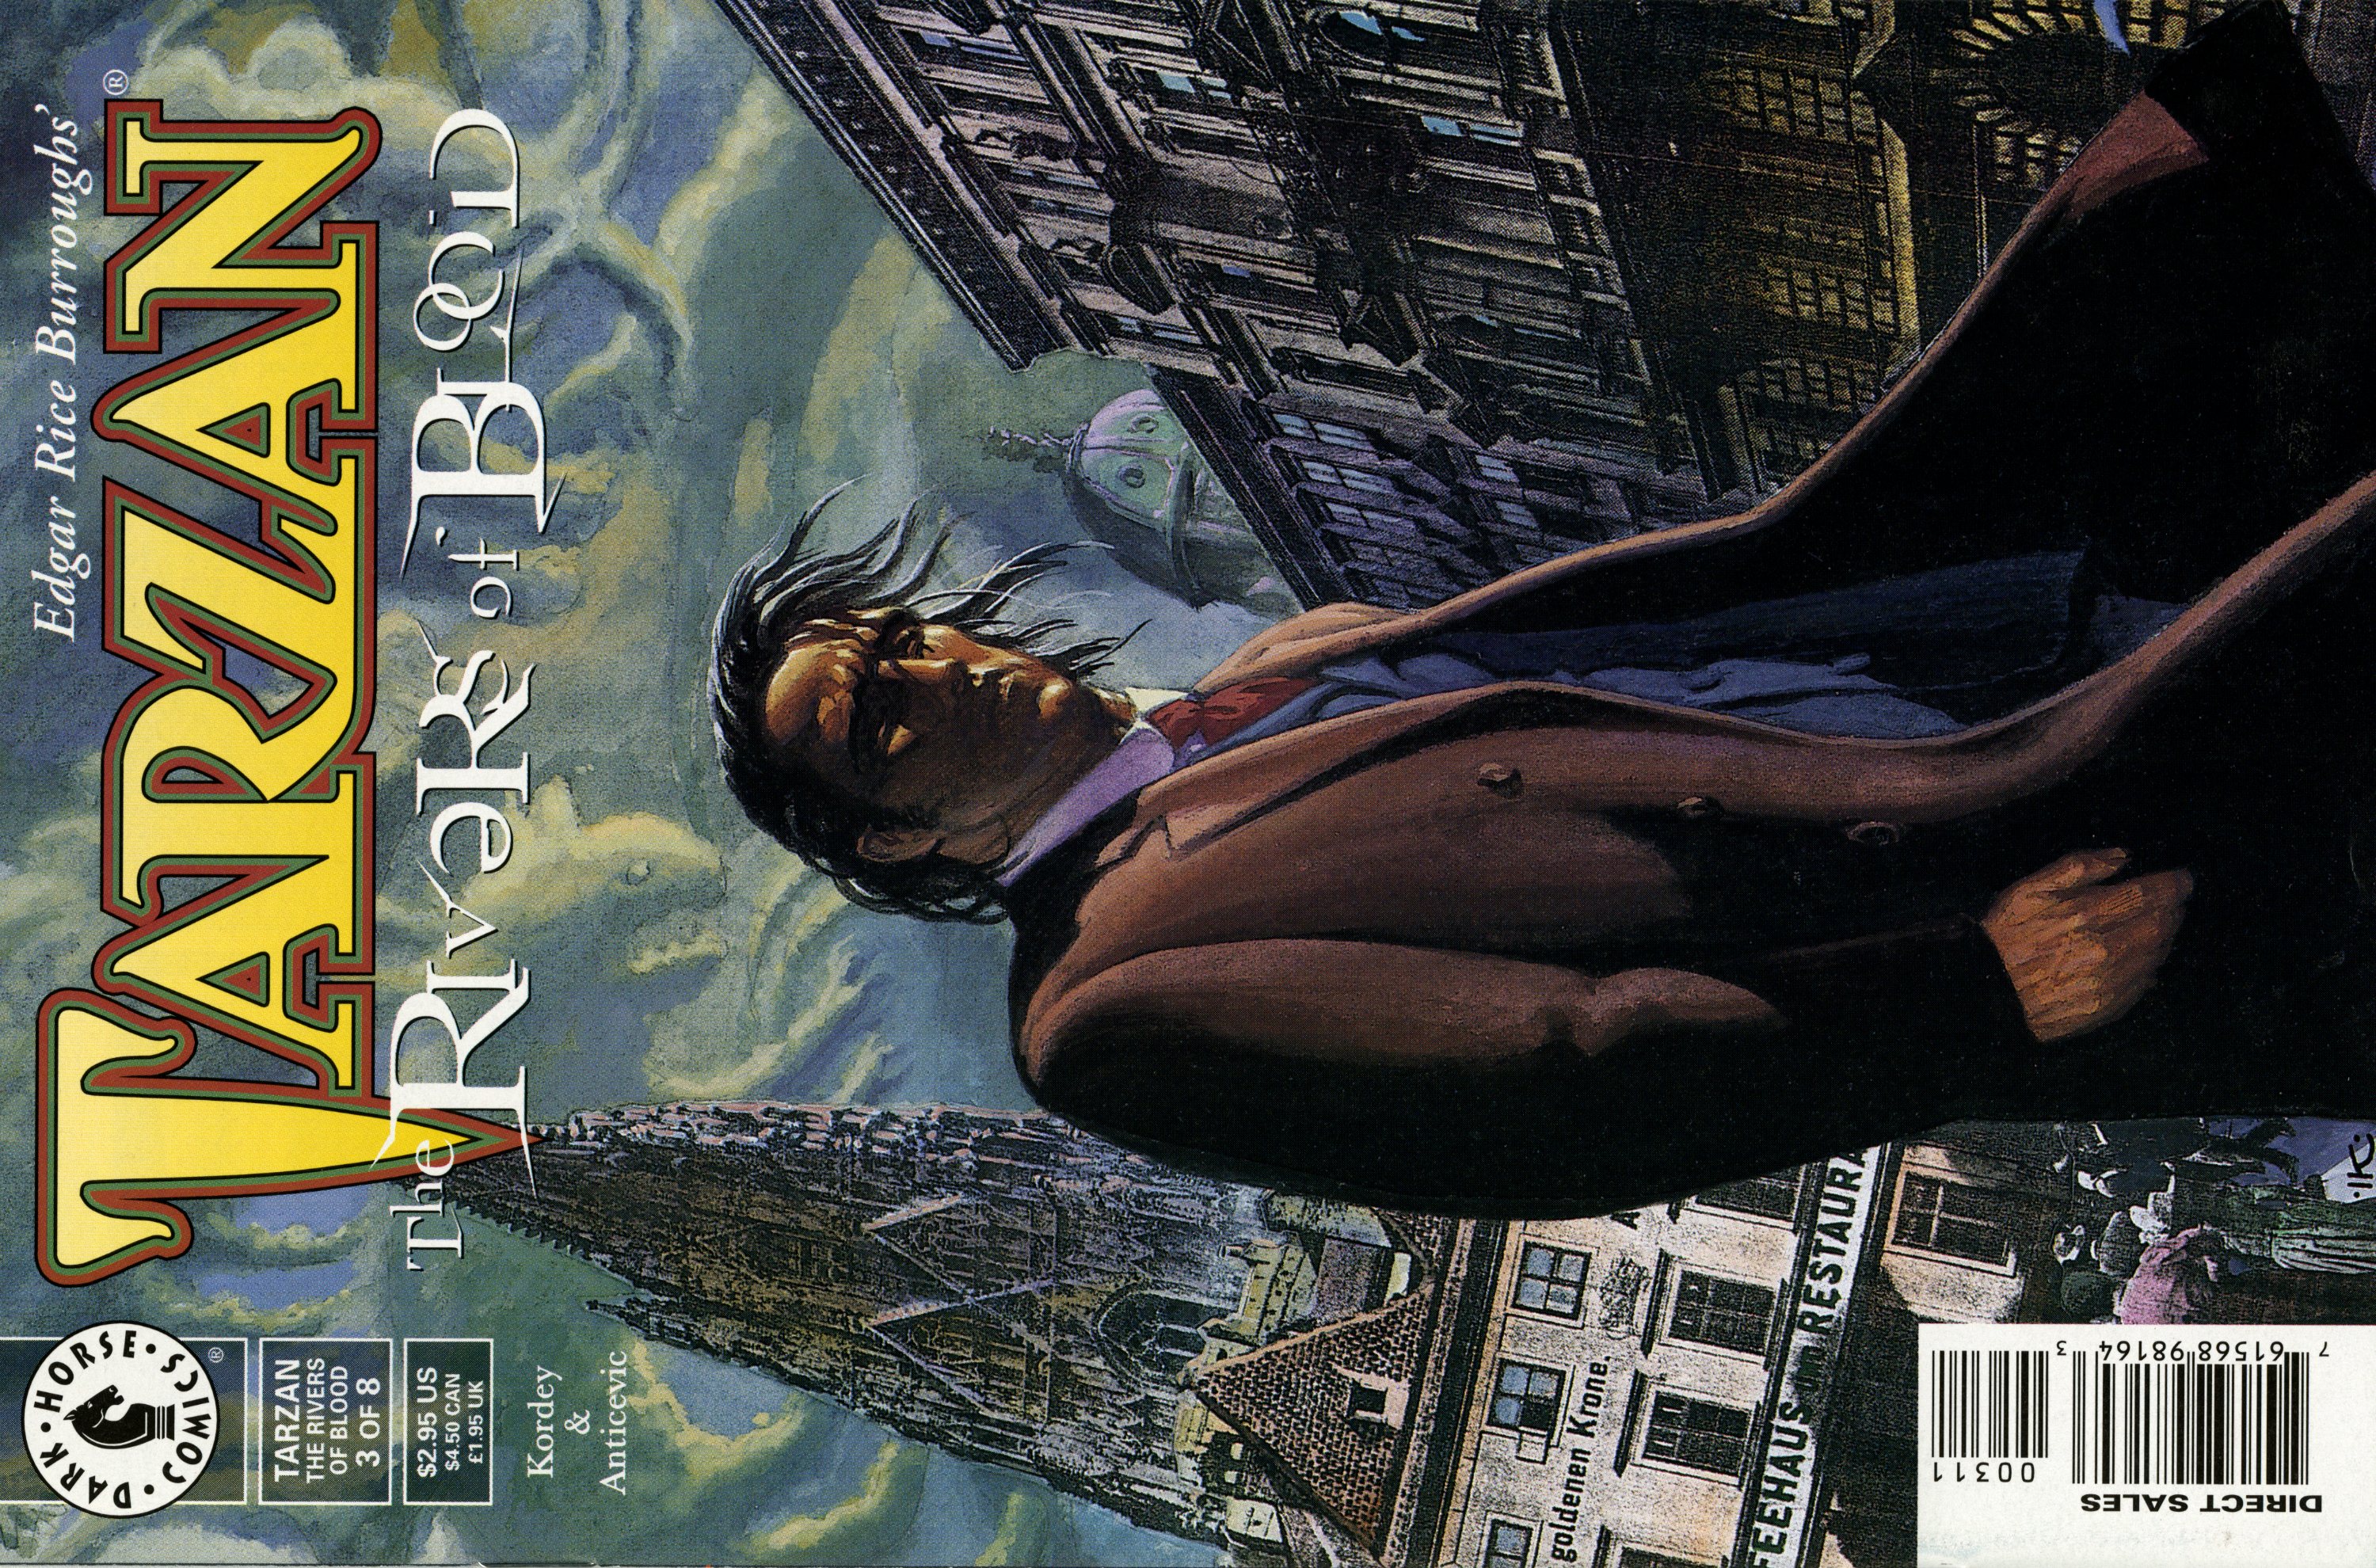 DARK • HORSE
• COMICS •
®
Edgar Rice Burroughs'
TARZAN
®
The RIVERS of BLOOD
TARZAN
THE RIVERS
OF BLOOD
3 OF 8
$2.95 US
$4.50 CAN
£1.95 UK
Kordey
&
Anticevic
goldenen Krone.
A
FEEHAUS und RESTAURA
DIRECT SALES
7 61568 98164 3
00311
·IK·